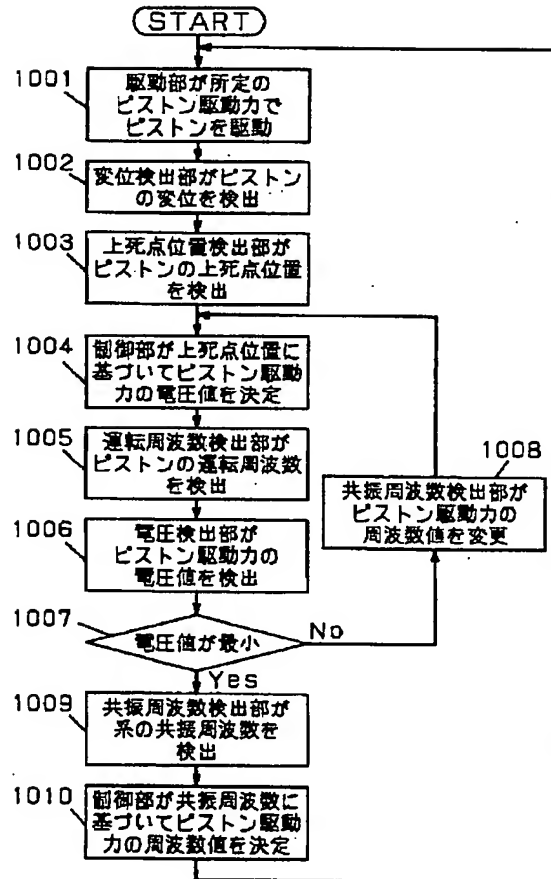 START
1001
駆動部が所定の
ピストン駆動力で
ピストンを駆動
1002
変位検出部がピストン
の変位を検出
1003
上死点位置検出部が
ピストンの上死点位置
を検出
1004
制御部が上死点位置に
基づいてピストン駆動
力の電圧値を決定
1005
運転周波数検出部が
ピストンの運転周波数
を検出
1006
電圧検出部が
ピストン駆動力の
電圧値を検出
1007
電圧値が最小
No
Yes
1008
共振周波数検出部が
ピストン駆動力の
周波数値を変更
1009
共振周波数検出部が
系の共振周波数を
検出
1010
制御部が共振周波数に
基づいてピストン駆動
力の周波数値を決定